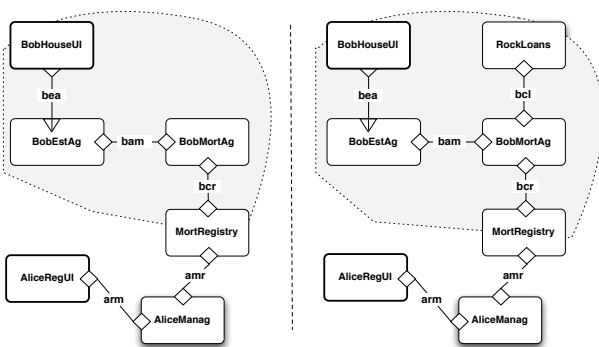 BobHouseUI
bea
BobEstAg
bam
BobMortAg
bcr
MortRegistry
AliceRegUI
amr
arm
AliceManag
BobHouseUI
RockLoans
bea
bcl
BobEstAg
bam
BobMortAg
bcr
MortRegistry
AliceRegUI
amr
arm
AliceManag